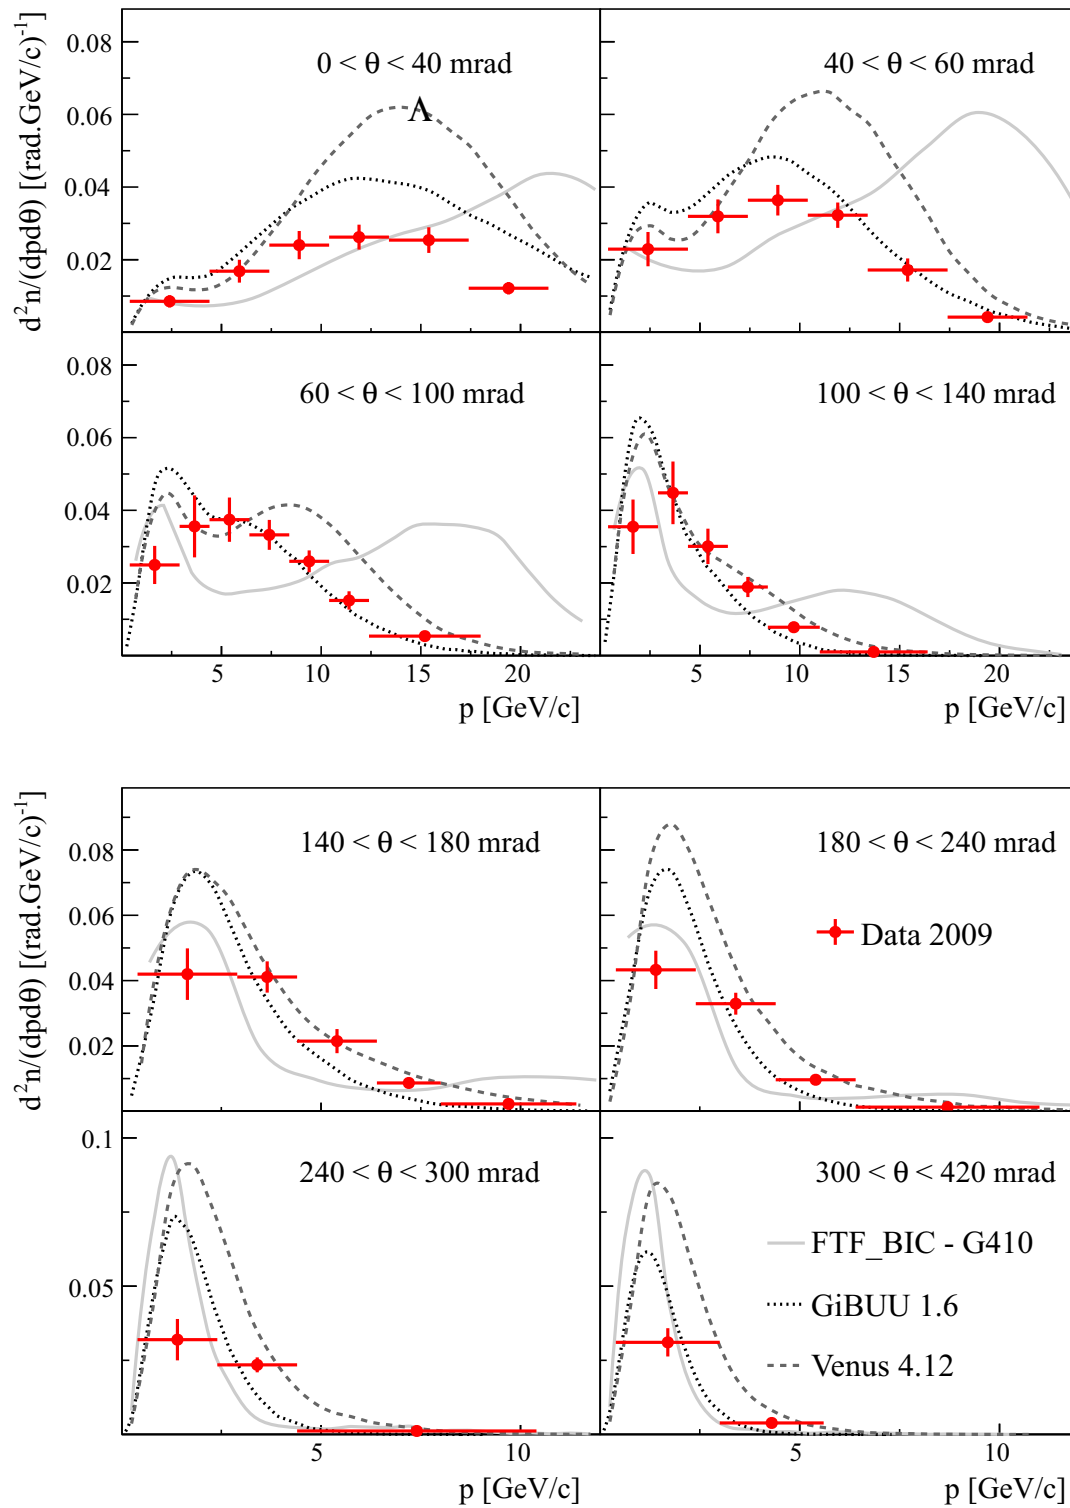 d²n/(dpdθ) [(rad.GeV/c)⁻¹]
0.08
0.06
0.04
0.02
0 < θ < 40 mrad
Λ
40 < θ < 60 mrad
0.08
0.06
0.04
0.02
60 < θ < 100 mrad
100 < θ < 140 mrad
5 10 15 20
5 10 15 20
p [GeV/c]
p [GeV/c]
d²n/(dpdθ) [(rad.GeV/c)⁻¹]
0.08
0.06
0.04
0.02
140 < θ < 180 mrad
180 < θ < 240 mrad
Data 2009
0.1
0.05
240 < θ < 300 mrad
300 < θ < 420 mrad
FTF_BIC - G410
GiBUU 1.6
Venus 4.12
5 10
5 10
p [GeV/c]
p [GeV/c]